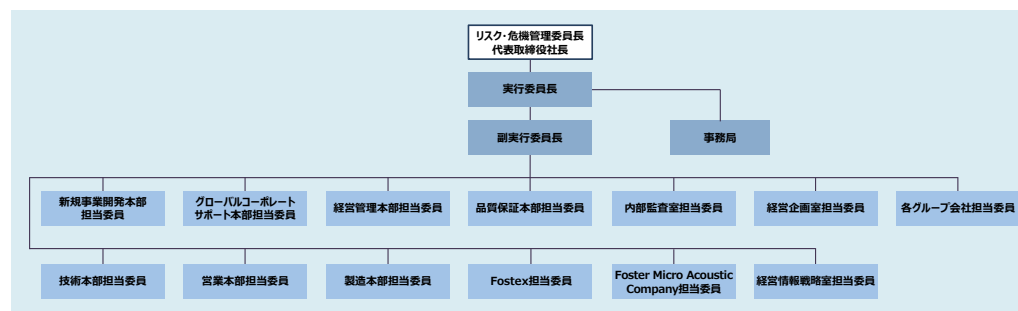 リスク・危機管理委員長
代表取締役社長
実行委員長
副実行委員長
事務局
新規事業開発本部
担当委員
グローバルコーポレート
サポート本部担当委員
経営管理本部担当委員
品質保証本部担当委員
内部監査室担当委員
経営企画室担当委員
各グループ会社担当委員
技術本部担当委員
営業本部担当委員
製造本部担当委員
Fostex担当委員
Foster Micro Acoustic
Company担当委員
経営情報戦略室担当委員